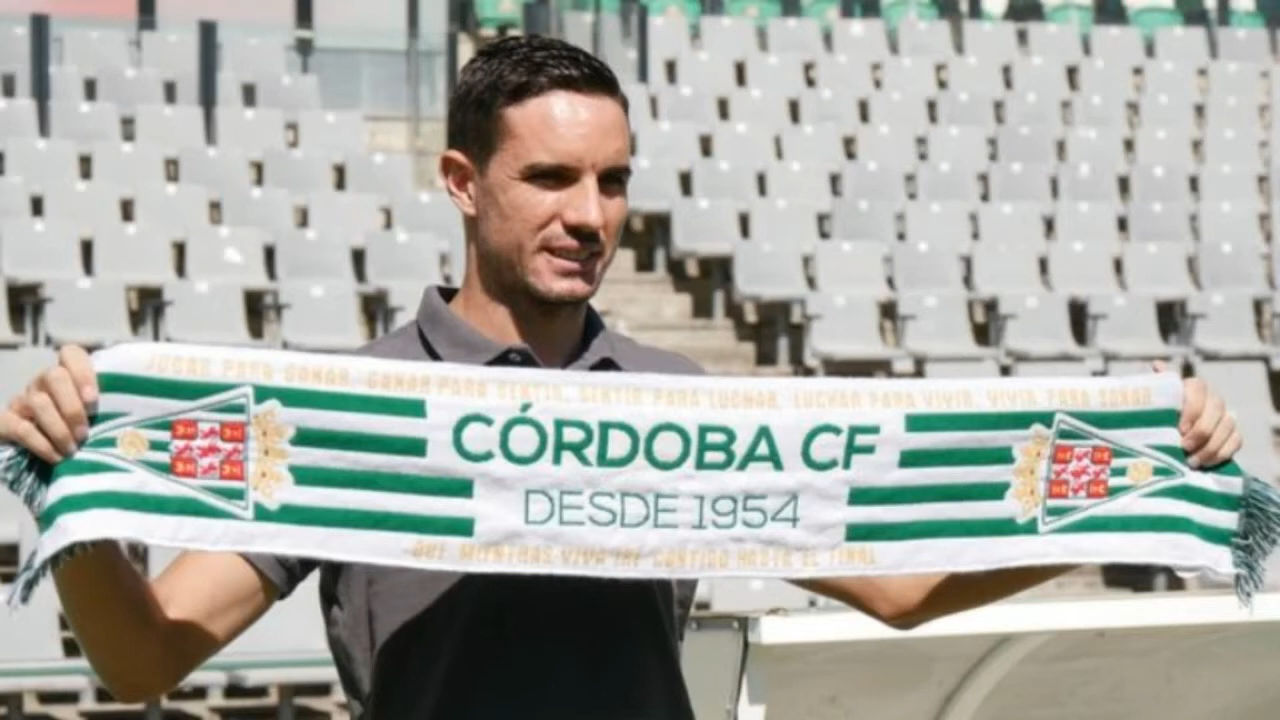 JUGAR PARA GANAR, GANAR PARA SENTIR, SENTIR PARA LUCHAR, LUCHAR PARA VIVIR, VIVIR PARA SOÑAR
CÓRDOBA CF
DESDE 1954
QUE MIENTRAS VIVA IRÉ CONTIGO HASTA EL FINAL